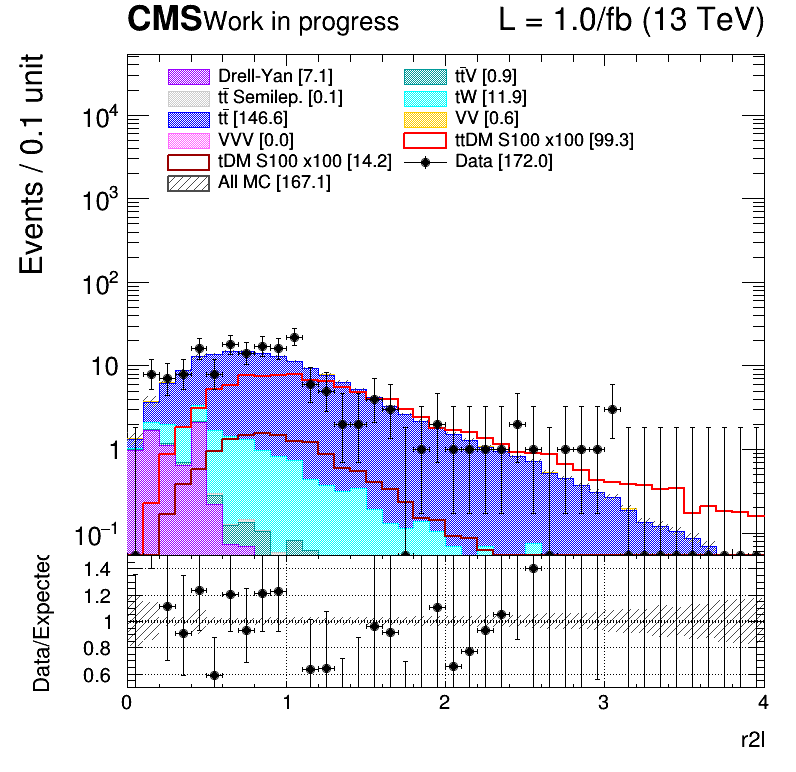 CMS Work in progress L = 1.0/fb (13 TeV)
Events / 0.1 unit
Drell-Yan [7.1] tt̄V [0.9]
tt̄ Semilep. [0.1] tW [11.9]
tt̄ [146.6] VV [0.6]
VVV [0.0] ttDM S100 x100 [99.3]
tDM S100 x100 [14.2] Data [172.0]
All MC [167.1]
10⁴
10³
10²
10
1
10⁻¹
Data/Expected
1.4
1.2
1
0.8
0.6
0 1 2 3 4
r2l